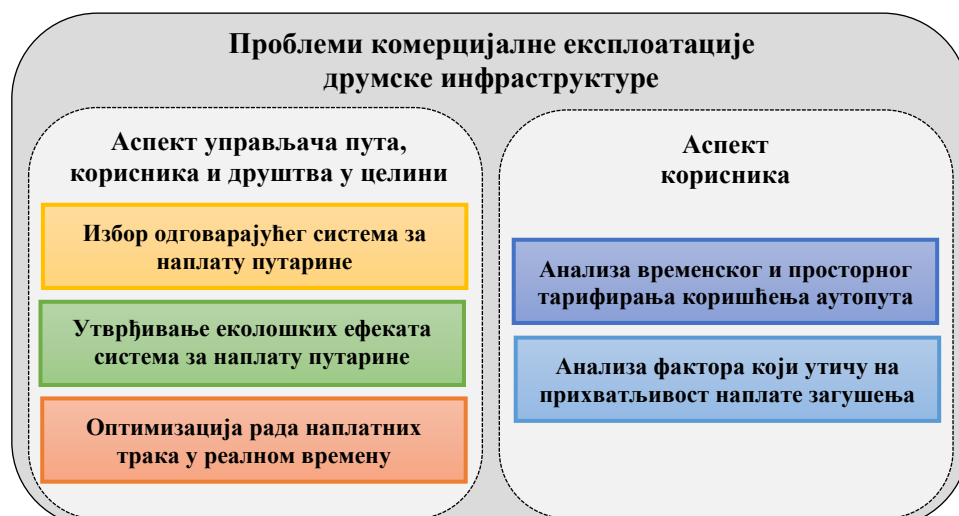 Проблеми комерцијалне експлоатације
друмске инфраструктуре
Аспект управљача пута,
корисника и друштва у целини
Избор одговарајућег система за
наплату путарине
Утврђивање еколошких ефеката
система за наплату путарине
Оптимизација рада наплатних
трака у реалном времену
Аспект
корисника
Анализа временског и просторног
тарифирања коришћења аутопута
Анализа фактора који утичу на
прихватљивост наплате загушења